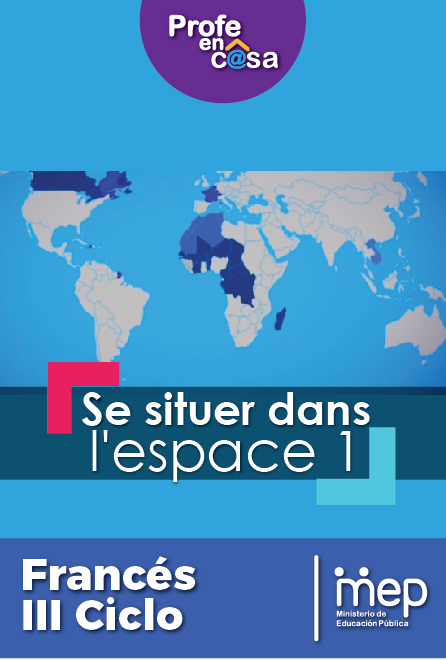 Profe
en
c@sa
Se situer dans
l'espace 1
Francés
III Ciclo
mep
Ministerio de
Educación Pública